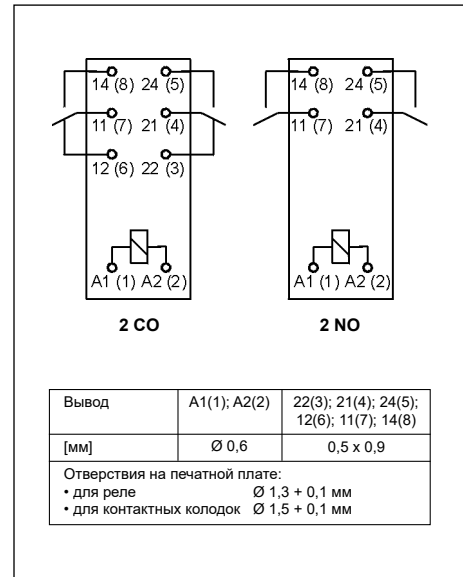 14 (8) 24 (5)
11 (7) 21 (4)
12 (6) 22 (3)
A1 (1) A2 (2)
2 CO
14 (8) 24 (5)
11 (7) 21 (4)
A1 (1) A2 (2)
2 NO
Вывод A1(1); A2(2) 22(3); 21(4); 24(5);
12(6); 11(7); 14(8)
[мм] Ø 0,6 0,5 x 0,9
Отверствия на печатной плате:
• для реле Ø 1,3 + 0,1 мм
• для контактных колодок Ø 1,5 + 0,1 мм